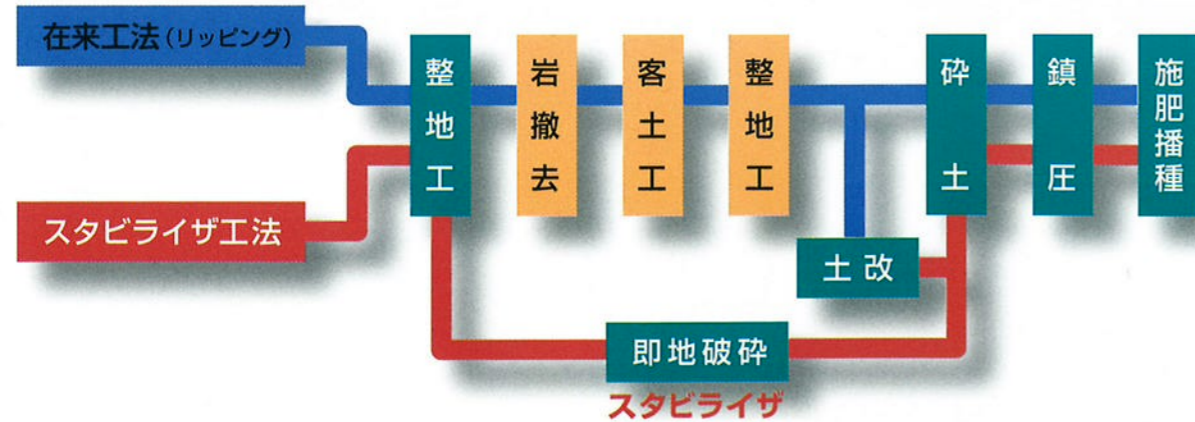 在来工法(リッピング)
スタビライザ工法
整地工
岩撤去
客土工
整地工
砕土
鎮圧
施肥播種
土改
即地破砕
スタビライザ